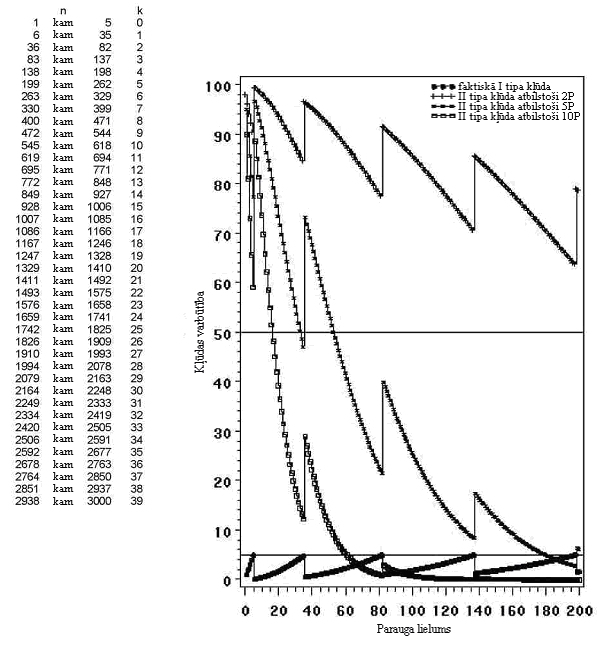 n k
1 kam 5 0
6 kam 35 1
36 kam 82 2
83 kam 137 3
138 kam 198 4
199 kam 262 5
263 kam 329 6
330 kam 399 7
400 kam 471 8
472 kam 544 9
545 kam 618 10
619 kam 694 11
695 kam 771 12
772 kam 848 13
849 kam 927 14
928 kam 1006 15
1007 kam 1085 16
1086 kam 1166 17
1167 kam 1246 18
1247 kam 1328 19
1329 kam 1410 20
1411 kam 1492 21
1493 kam 1575 22
1576 kam 1658 23
1659 kam 1741 24
1742 kam 1825 25
1826 kam 1909 26
1910 kam 1993 27
1994 kam 2078 28
2079 kam 2163 29
2164 kam 2248 30
2249 kam 2333 31
2334 kam 2419 32
2420 kam 2505 33
2506 kam 2591 34
2592 kam 2677 35
2678 kam 2763 36
2764 kam 2850 37
2851 kam 2937 38
2938 kam 3000 39
faktiskā I tipa kļūda
II tipa kļūda atbilstoši 2P
II tipa kļūda atbilstoši 5P
II tipa kļūda atbilstoši 10P
Kļūdas varbūtība
100
90
80
70
60
50
40
30
20
10
0
0 20 40 60 80 100 120 140 160 180 200
Parauga lielums